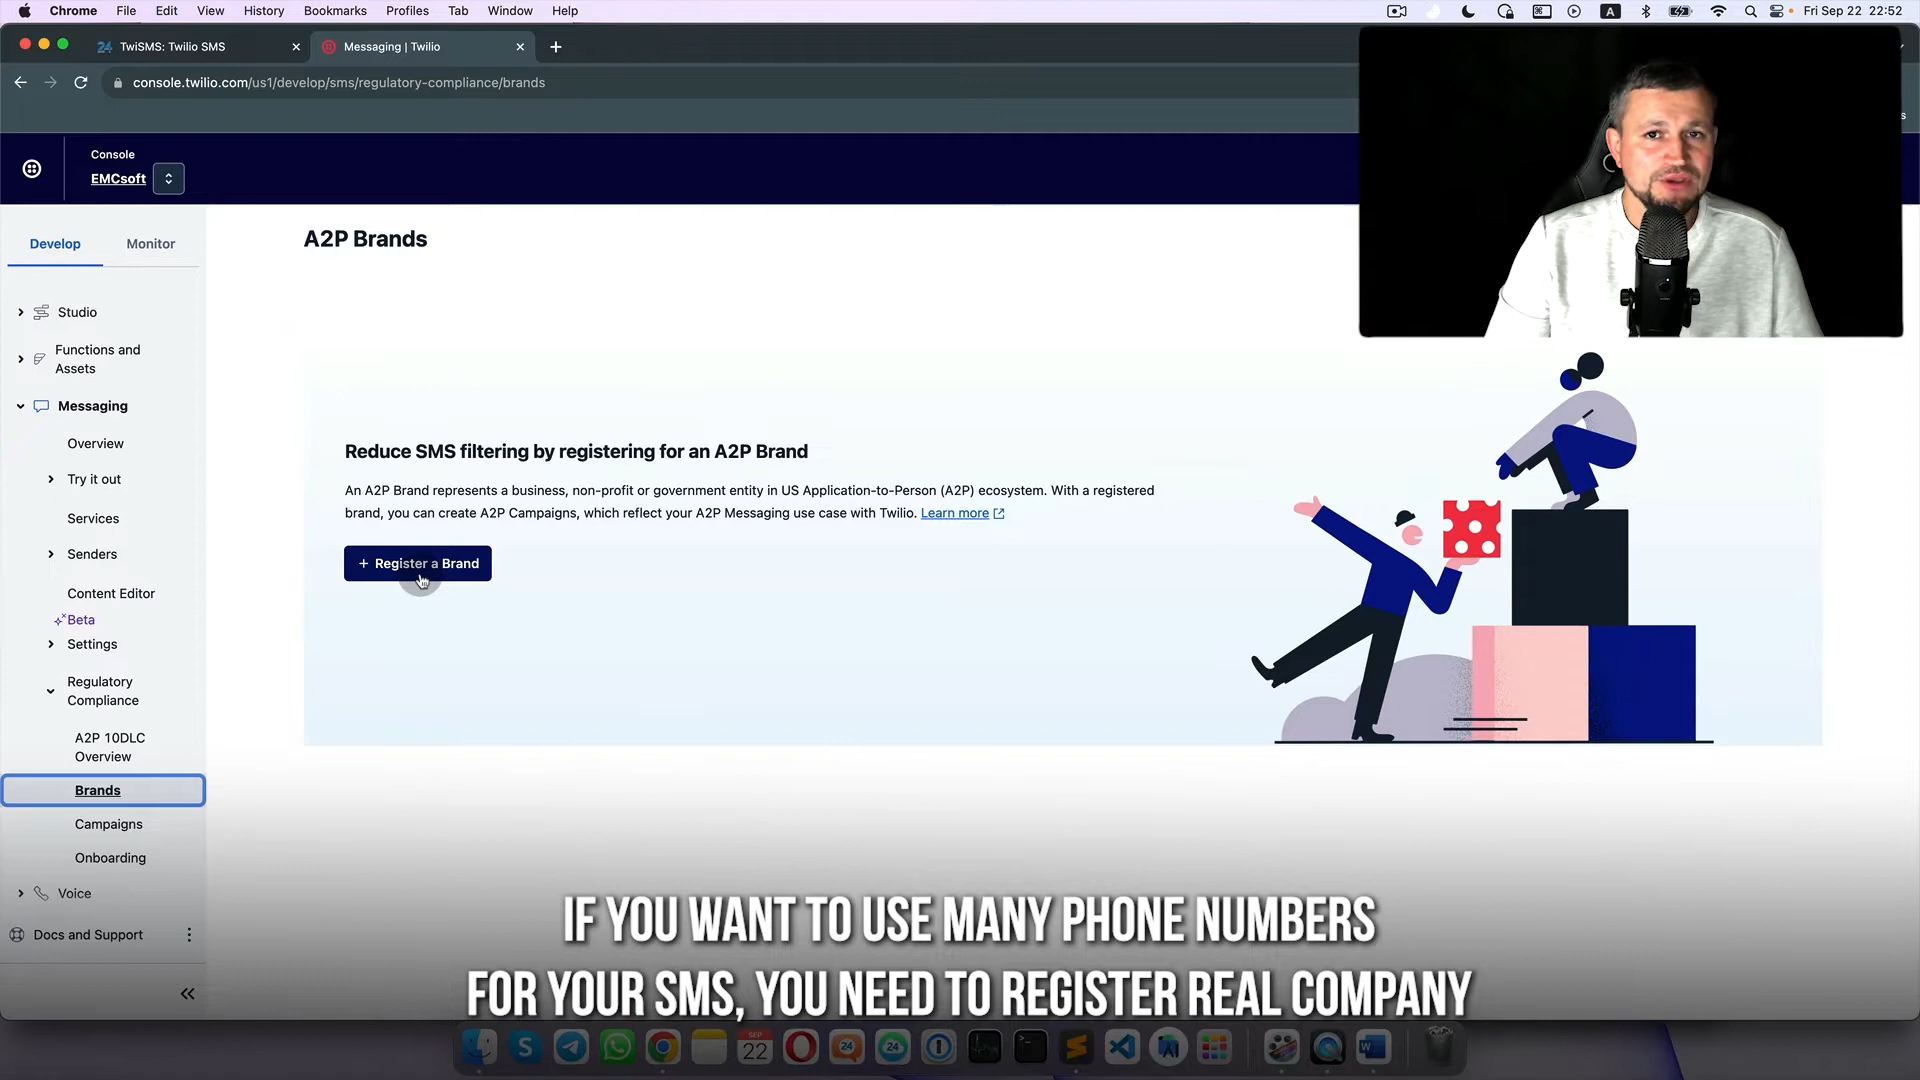 Chrome File Edit View History Bookmarks Profiles Tab Window Help
A
Fri Sep 22 22:52
24 TwiSMS: Twilio SMS
Messaging | Twilio
console.twilio.com/us1/develop/sms/regulatory-compliance/brands
Console
EMCsoft
Develop
Monitor
Studio
Functions and
Assets
Messaging
Overview
Try it out
Services
Senders
Content Editor
Beta
Settings
Regulatory
Compliance
A2P 10DLC
Overview
Brands
Campaigns
Onboarding
Voice
Docs and Support
A2P Brands
Reduce SMS filtering by registering for an A2P Brand
An A2P Brand represents a business, non-profit or government entity in US Application-to-Person (A2P) ecosystem. With a registered
brand, you can create A2P Campaigns, which reflect your A2P Messaging use case with Twilio. Learn more
+ Register a Brand
IF YOU WANT TO USE MANY PHONE NUMBERS
FOR YOUR SMS, YOU NEED TO REGISTER REAL COMPANY
SEP
22
24
24
W